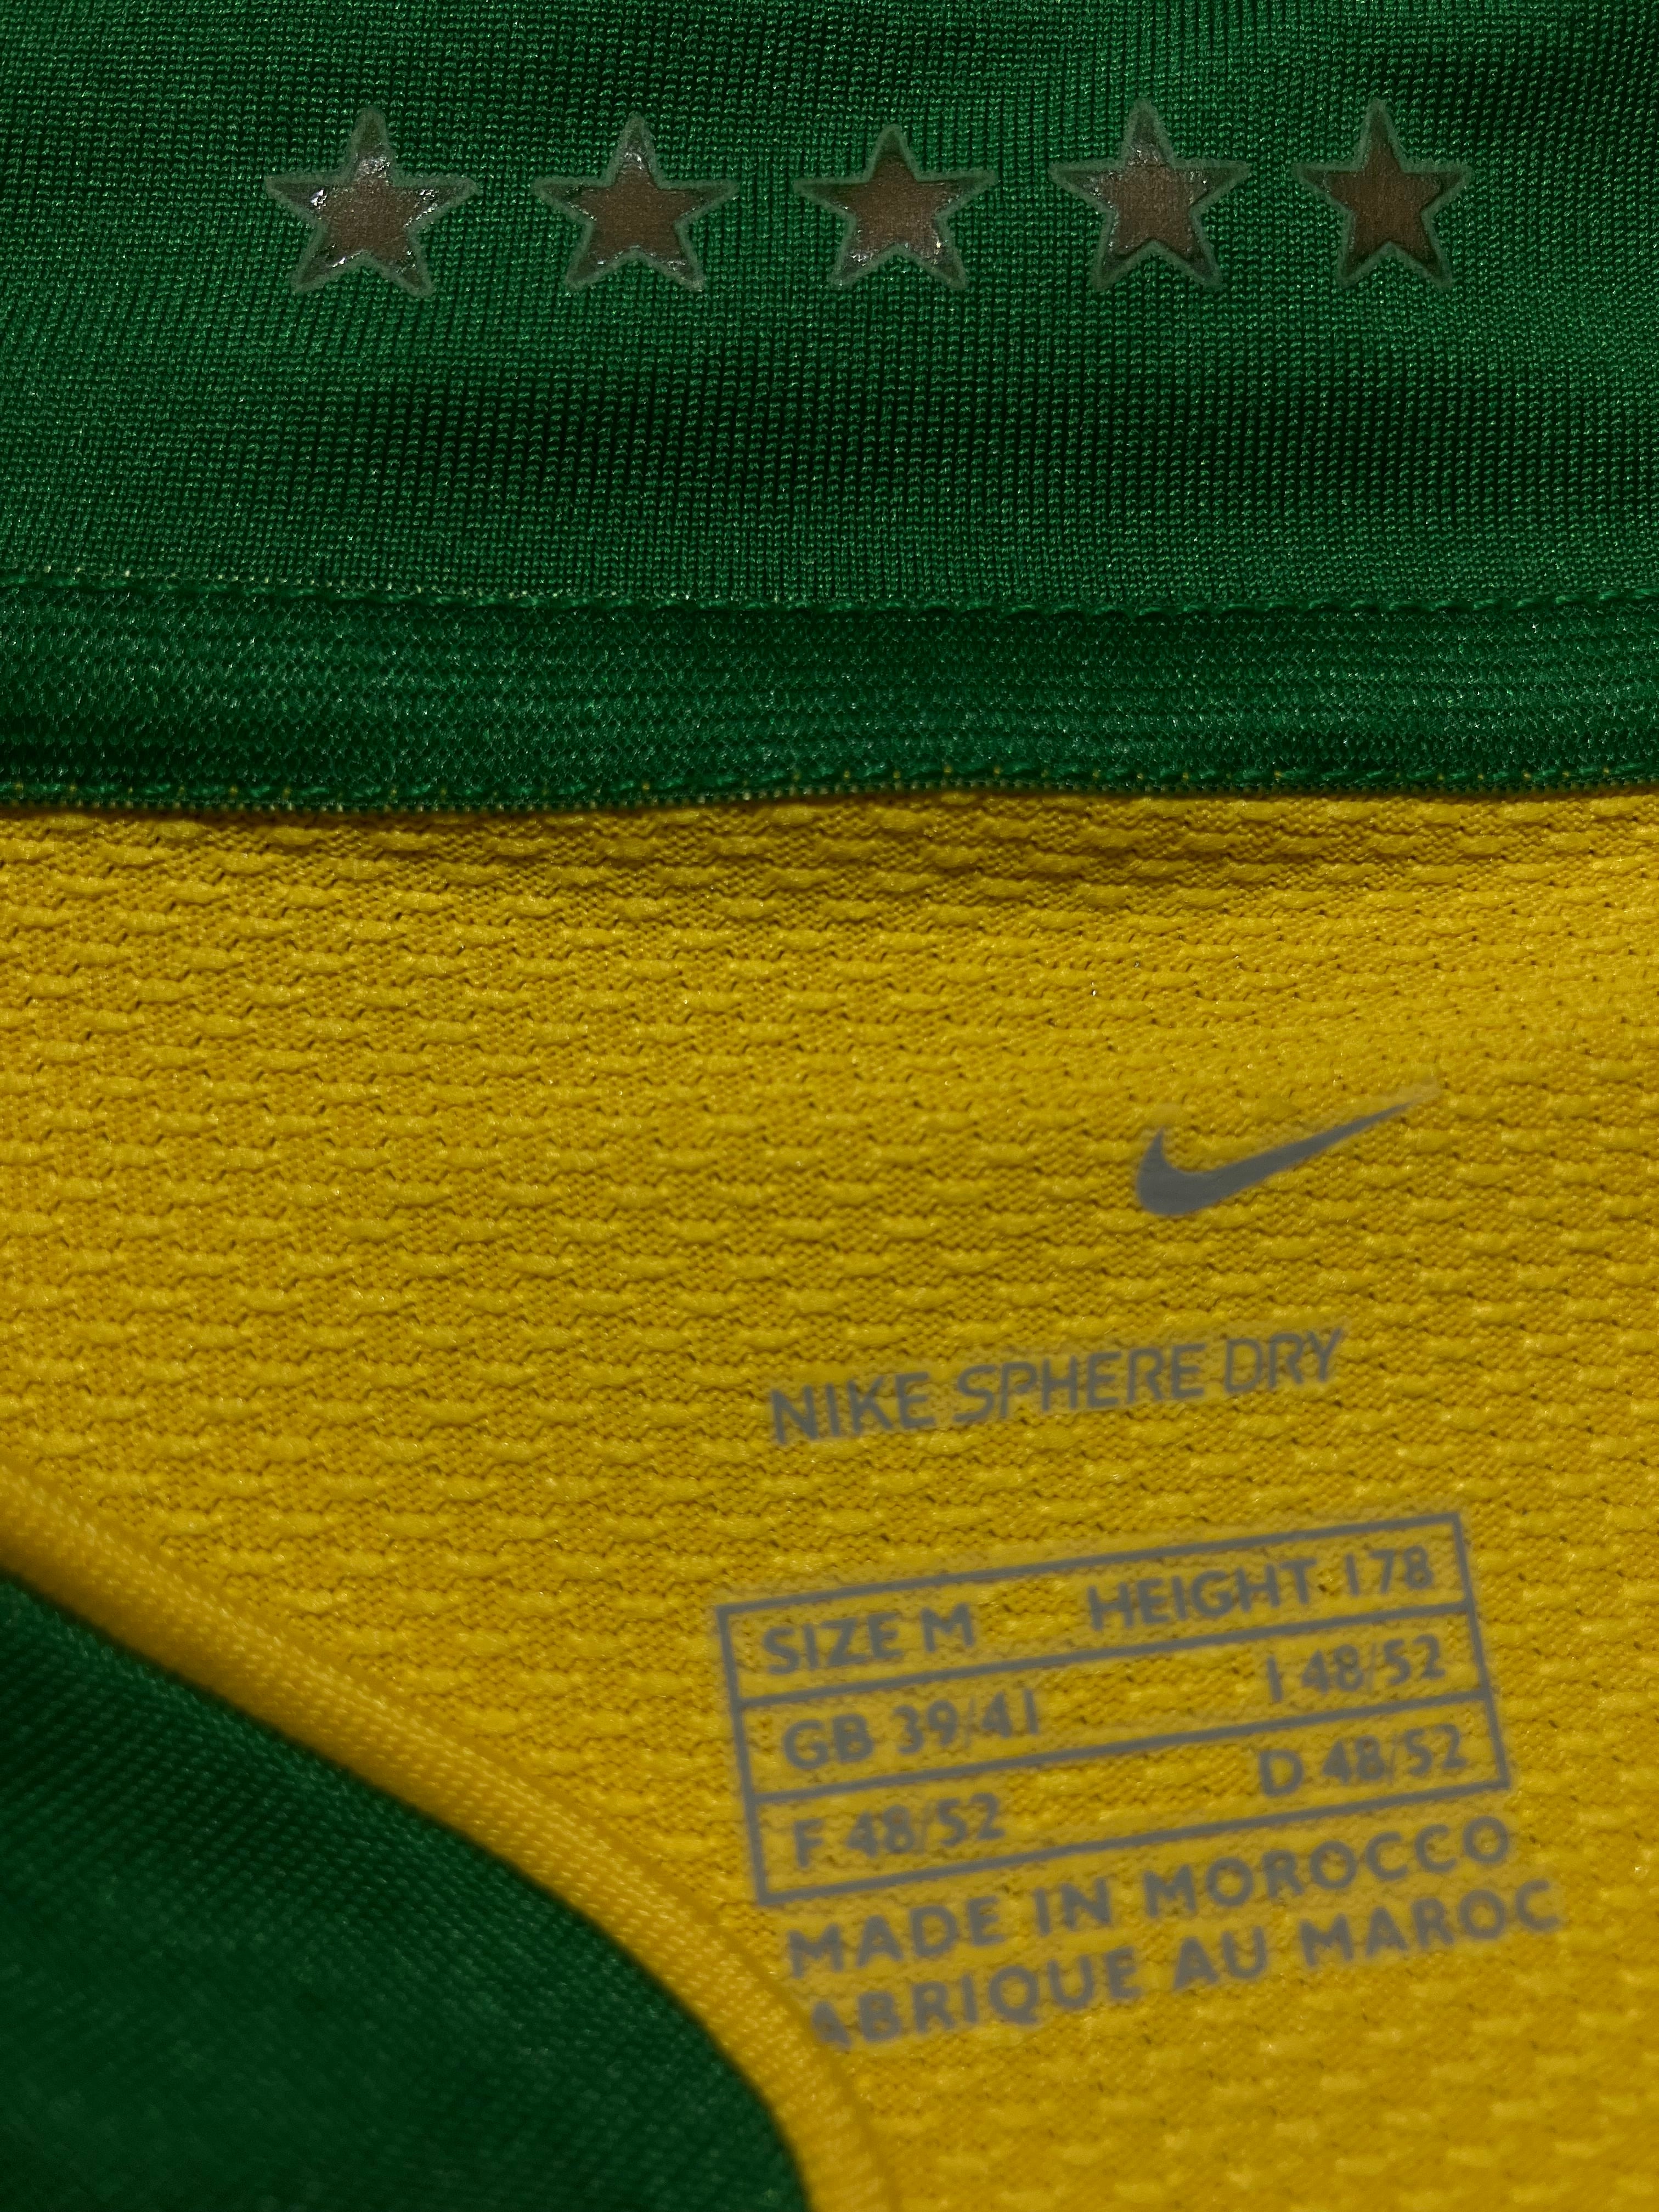 NIKE SPHERE DRY
SIZE M HEIGHT 178
GB 39/41 I 48/52
F 48/52 D 48/52
MADE IN MOROCCO
ABRIQUE AU MAROC